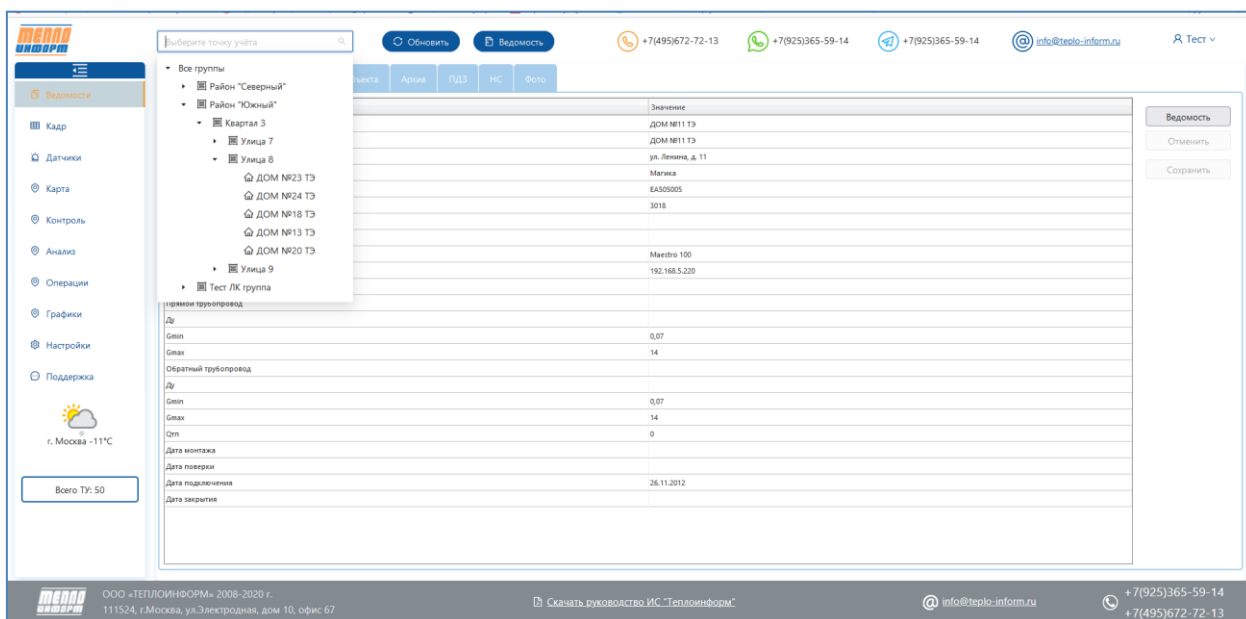 ТЕПЛО
ИНФОРМ
Выберите точку учёта
Обновить
Ведомость
+7(495)672-72-13
+7(925)365-59-14
+7(925)365-59-14
info@teplo-inform.ru
Тест
Ведомости
Кадр
Датчики
Карта
Контроль
Анализ
Операции
Графики
Настройки
Поддержка
г. Москва -11°C
Всего ТУ: 50
Все группы
Район "Северный"
Район "Южный"
Квартал 3
Улица 7
Улица 8
ДОМ №23 ТЭ
ДОМ №24 ТЭ
ДОМ №18 ТЭ
ДОМ №13 ТЭ
ДОМ №20 ТЭ
Улица 9
Тест ЛК группа
Архив
ПДЗ
НС
Фото
Значение
ДОМ №11 ТЭ
ДОМ №11 ТЭ
ул. Ленина, д. 11
Магика
EA505005
3018
Maestro 100
192.168.5.220
Прямой трубопровод
Ду
Gmin 0,07
Gmax 14
Обратный трубопровод
Ду
Gmin 0,07
Gmax 14
Qтп 0
Дата монтажа
Дата поверки
Дата подключения 26.11.2012
Дата закрытия
Ведомость
Отменить
Сохранить
ТЕПЛО
ИНФОРМ
ООО «ТЕПЛОИНФОРМ» 2008-2020 г.
111524, г.Москва, ул.Электродная, дом 10, офис 67
Скачать руководство ИС "Теплоинформ"
info@teplo-inform.ru
+7(925)365-59-14
+7(495)672-72-13